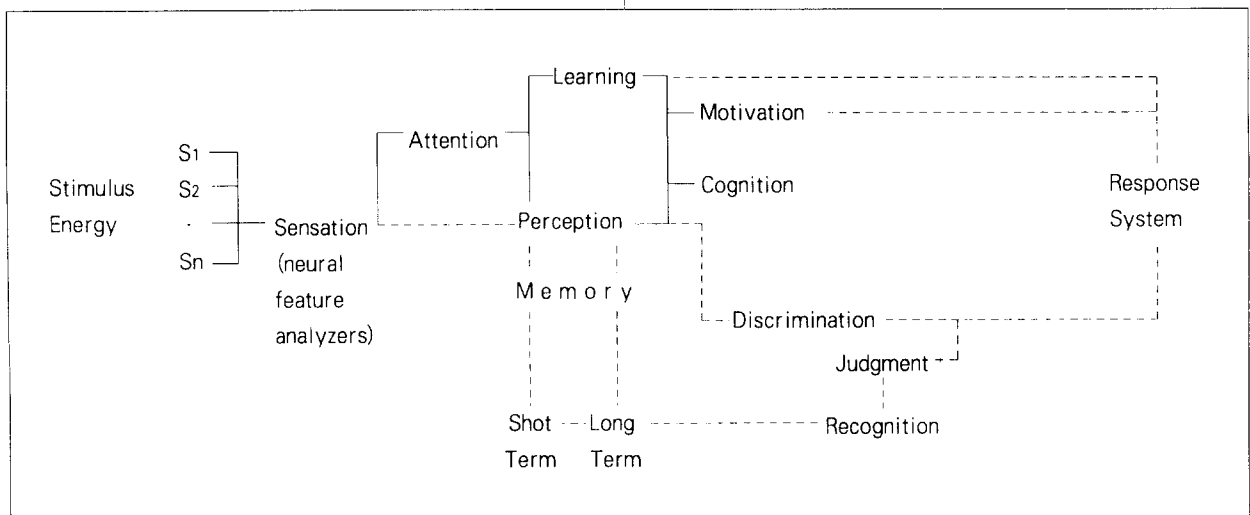 Learning
Motivation
Attention
S1
Stimulus S2 Cognition Response
Energy · Sensation Perception System
Sn (neural
feature Memory
analyzers) Discrimination
Judgment
Shot Long Recognition
Term Term